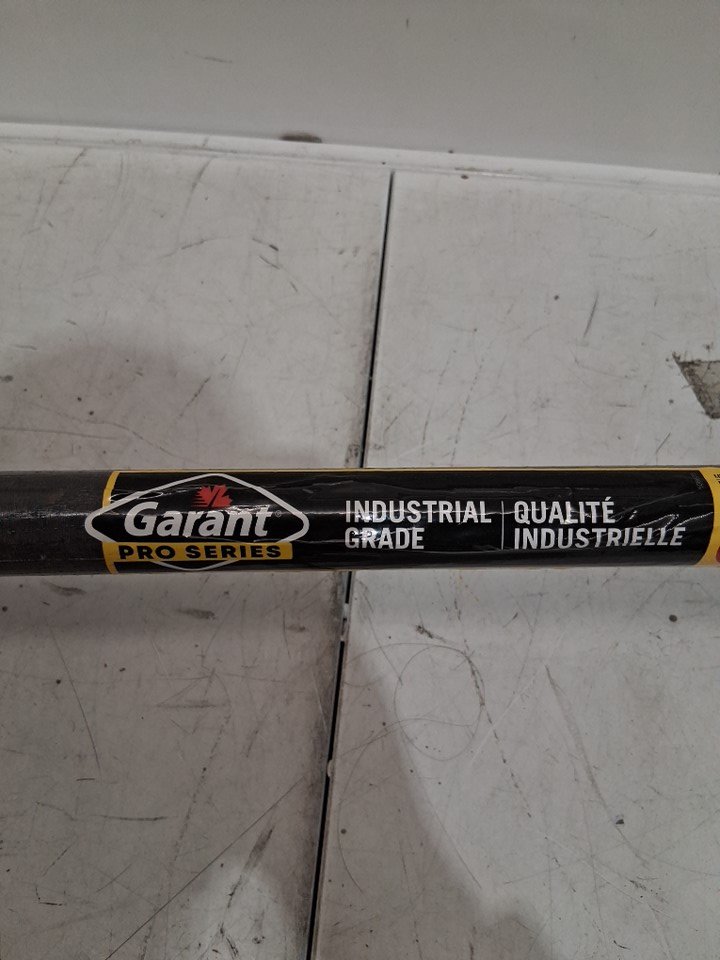 Garant
PRO SERIES
INDUSTRIAL
GRADE
QUALITÉ
INDUSTRIELLE